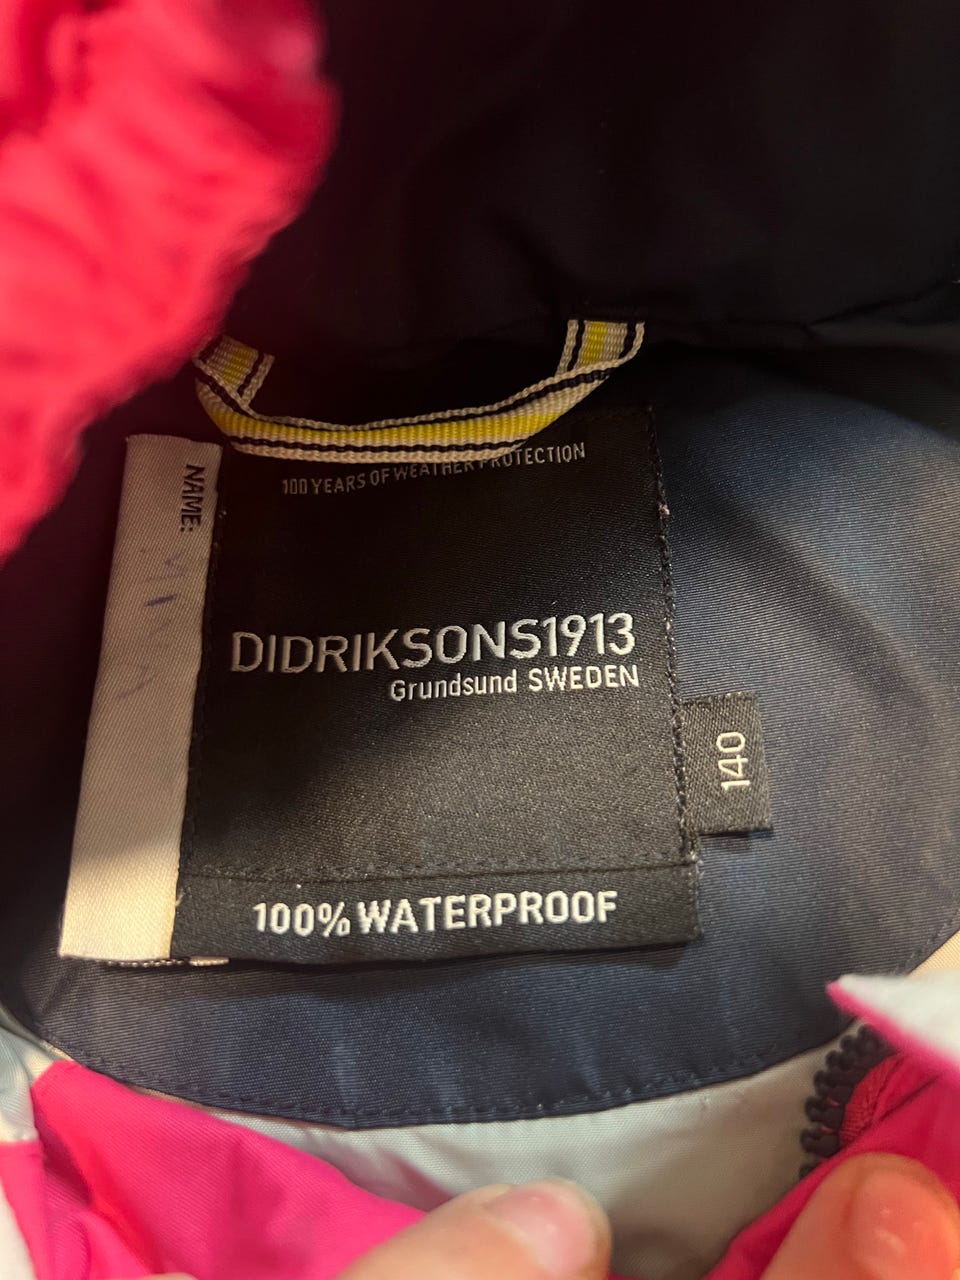 100 YEARS OF WEATHER PROTECTION
NAME:
DIDRIKSONS1913
Grundsund SWEDEN
140
100% WATERPROOF